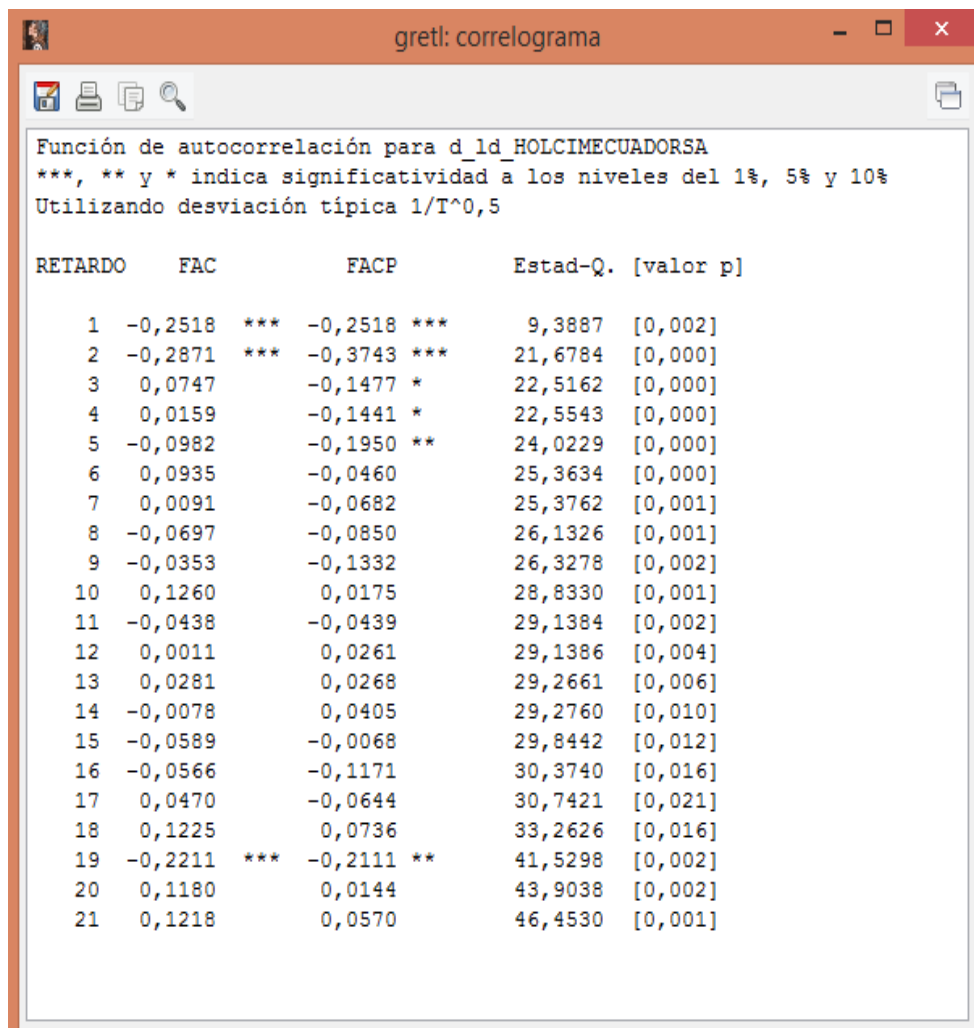 gretl: correlograma
Función de autocorrelación para d_ld_HOLCIMECUADORSA
***, ** y * indica significatividad a los niveles del 1%, 5% y 10%
Utilizando desviación típica 1/T^0,5
RETARDO FAC FACP Estad-Q. [valor p]
1 -0,2518 *** -0,2518 *** 9,3887 [0,002]
2 -0,2871 *** -0,3743 *** 21,6784 [0,000]
3 0,0747 -0,1477 * 22,5162 [0,000]
4 0,0159 -0,1441 * 22,5543 [0,000]
5 -0,0982 -0,1950 ** 24,0229 [0,000]
6 0,0935 -0,0460 25,3634 [0,000]
7 0,0091 -0,0682 25,3762 [0,001]
8 -0,0697 -0,0850 26,1326 [0,001]
9 -0,0353 -0,1332 26,3278 [0,002]
10 0,1260 0,0175 28,8330 [0,001]
11 -0,0438 -0,0439 29,1384 [0,002]
12 0,0011 0,0261 29,1386 [0,004]
13 0,0281 0,0268 29,2661 [0,006]
14 -0,0078 0,0405 29,2760 [0,010]
15 -0,0589 -0,0068 29,8442 [0,012]
16 -0,0566 -0,1171 30,3740 [0,016]
17 0,0470 -0,0644 30,7421 [0,021]
18 0,1225 0,0736 33,2626 [0,016]
19 -0,2211 *** -0,2111 ** 41,5298 [0,002]
20 0,1180 0,0144 43,9038 [0,002]
21 0,1218 0,0570 46,4530 [0,001]